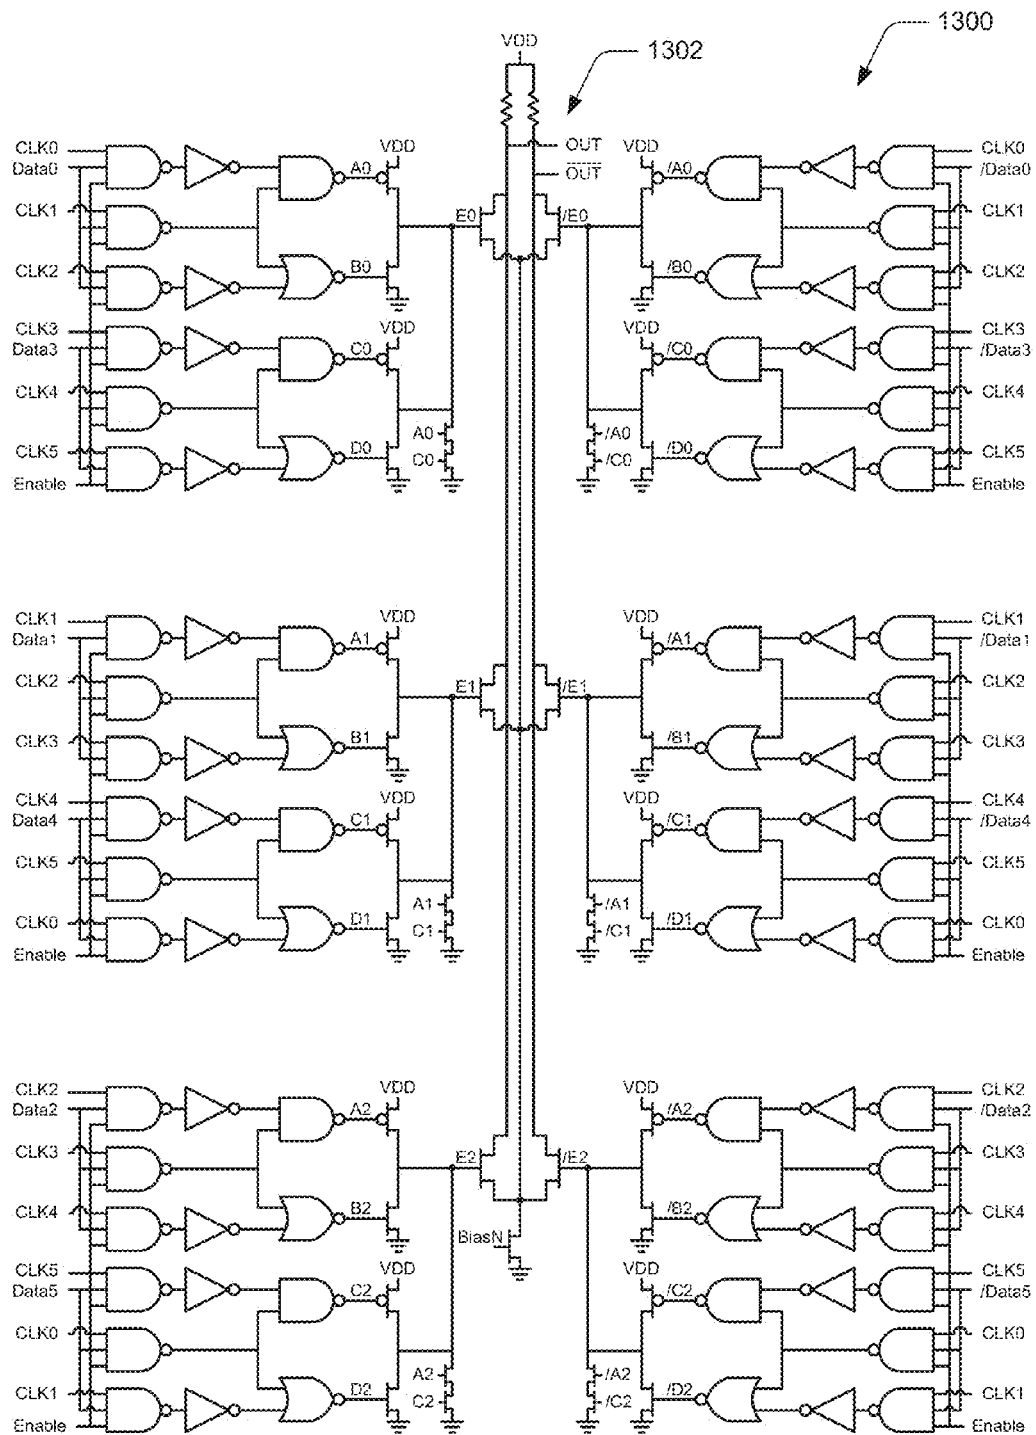 1300
VDD
1302
CLK0
VDD
OUT
VDD
CLK0
Data0
A0
OUT
/A0
/Data0
CLK1
E0
/E0
CLK1
CLK2
B0
/B0
CLK2
CLK3
VDD
VDD
CLK3
Data3
C0
/C0
/Data3
CLK4
CLK4
A0
/A0
CLK5
D0
C0
/C0
/D0
CLK5
Enable
Enable
CLK1
VDD
VDD
CLK1
Data1
A1
/A1
/Data1
CLK2
E1
/E1
CLK2
CLK3
B1
/B1
CLK3
CLK4
VDD
VDD
CLK4
Data4
C1
/C1
/Data4
CLK5
CLK5
A1
/A1
CLK0
D1
C1
/C1
/D1
CLK0
Enable
Enable
CLK2
VDD
VDD
CLK2
Data2
A2
/A2
/Data2
CLK3
E2
/E2
CLK3
CLK4
B2
/B2
CLK4
BiasN
CLK5
VDD
VDD
CLK5
Data5
C2
/C2
/Data5
CLK0
CLK0
A2
/A2
CLK1
D2
C2
/C2
/D2
CLK1
Enable
Enable